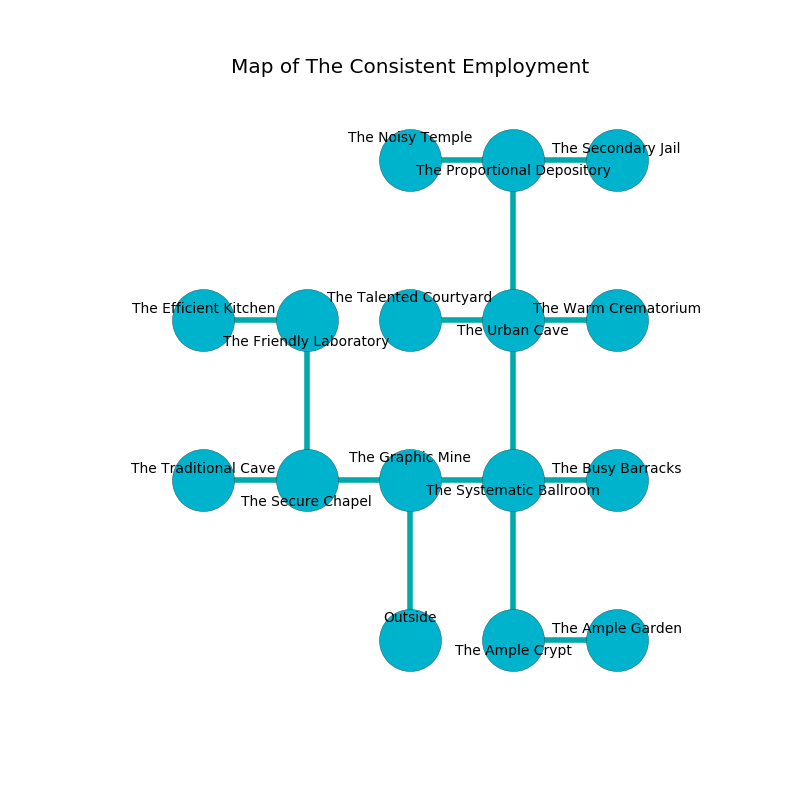 Map of The Consistent Employment
The Noisy Temple
The Secondary Jail
The Proportional Depository
The Talented Courtyard
The Efficient Kitchen
The Warm Crematorium
The Urban Cave
The Friendly Laboratory
The Graphic Mine
The Traditional Cave
The Busy Barracks
The Systematic Ballroom
The Secure Chapel
Outside
The Ample Garden
The Ample Crypt